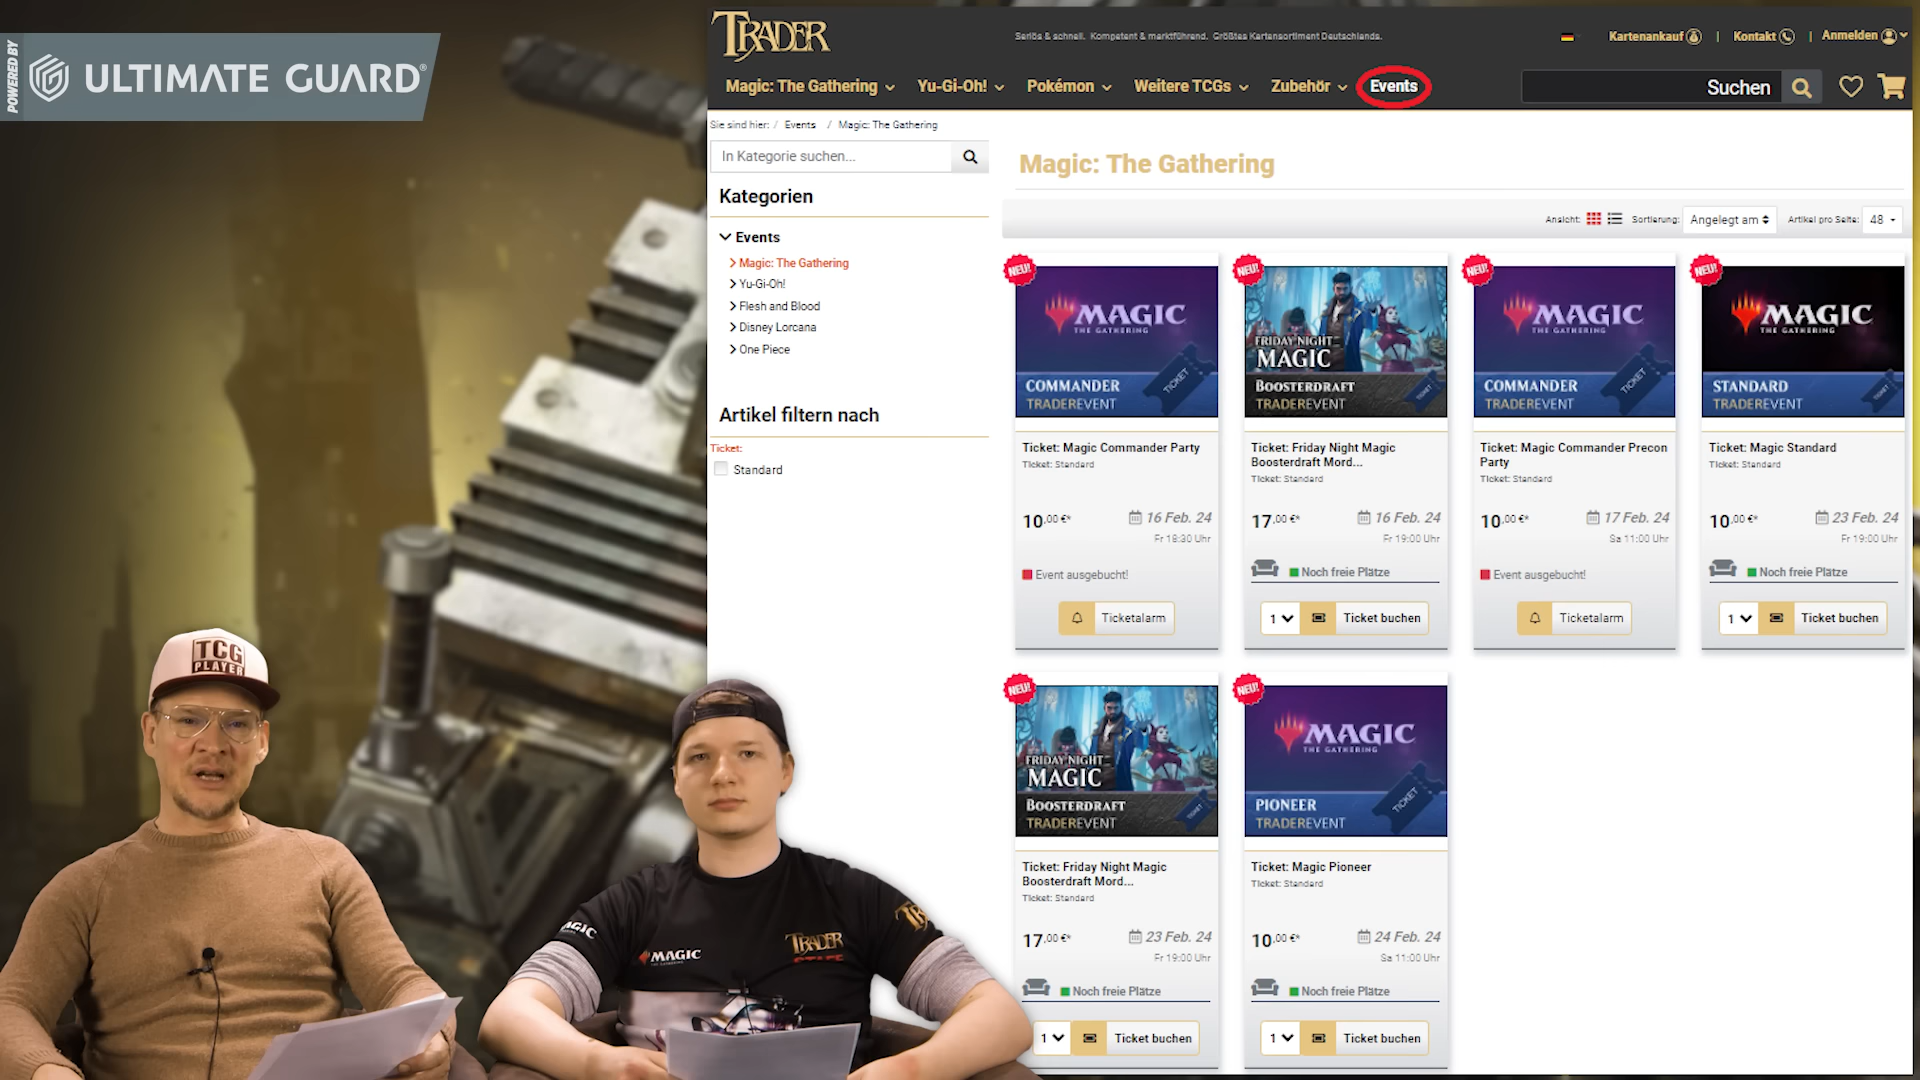 POWERED BY
ULTIMATE GUARD®
TRADER
Seriös & schnell. Kompetent & marktführend. Größtes Kartensortiment Deutschlands.
Kartenankauf | Kontakt | Anmelden
Magic: The Gathering Yu-Gi-Oh! Pokémon Weitere TCGs Zubehör Events
Suchen
Sie sind hier: / Events / Magic: The Gathering
In Kategorie suchen...
Kategorien
Events
Magic: The Gathering
Yu-Gi-Oh!
Flesh and Blood
Disney Lorcana
One Piece
Artikel filtern nach
Ticket:
Standard
Magic: The Gathering
Ansicht: Sortierung: Angelegt am Artikel pro Seite: 48
NEU!
MAGIC
THE GATHERING
COMMANDER
TRADEREVENT
TICKET
Ticket: Magic Commander Party
Ticket: Standard
10,00 €* 16 Feb. 24
Fr 18:30 Uhr
Event ausgebucht!
Ticketalarm
NEU!
FRIDAY NIGHT
MAGIC
BOOSTERDRAFT
TRADEREVENT
TICKET
Ticket: Friday Night Magic
Boosterdraft Mord...
Ticket: Standard
17,00 €* 16 Feb. 24
Fr 19:00 Uhr
Noch freie Plätze
1 Ticket buchen
NEU!
MAGIC
THE GATHERING
COMMANDER
TRADEREVENT
TICKET
Ticket: Magic Commander Precon
Party
Ticket: Standard
10,00 €* 17 Feb. 24
Sa 11:00 Uhr
Event ausgebucht!
Ticketalarm
NEU!
MAGIC
THE GATHERING
STANDARD
TRADEREVENT
TICKET
Ticket: Magic Standard
Ticket: Standard
10,00 €* 23 Feb. 24
Fr 19:00 Uhr
Noch freie Plätze
1 Ticket buchen
NEU!
FRIDAY NIGHT
MAGIC
BOOSTERDRAFT
TRADEREVENT
TICKET
Ticket: Friday Night Magic
Boosterdraft Mord...
Ticket: Standard
17,00 €* 23 Feb. 24
Fr 19:00 Uhr
Noch freie Plätze
1 Ticket buchen
NEU!
MAGIC
THE GATHERING
PIONEER
TRADEREVENT
TICKET
Ticket: Magic Pioneer
Ticket: Standard
10,00 €* 24 Feb. 24
Sa 11:00 Uhr
Noch freie Plätze
1 Ticket buchen
TCG
PLAYER
MAGIC
THE GATHERING
TRADER
STAFF